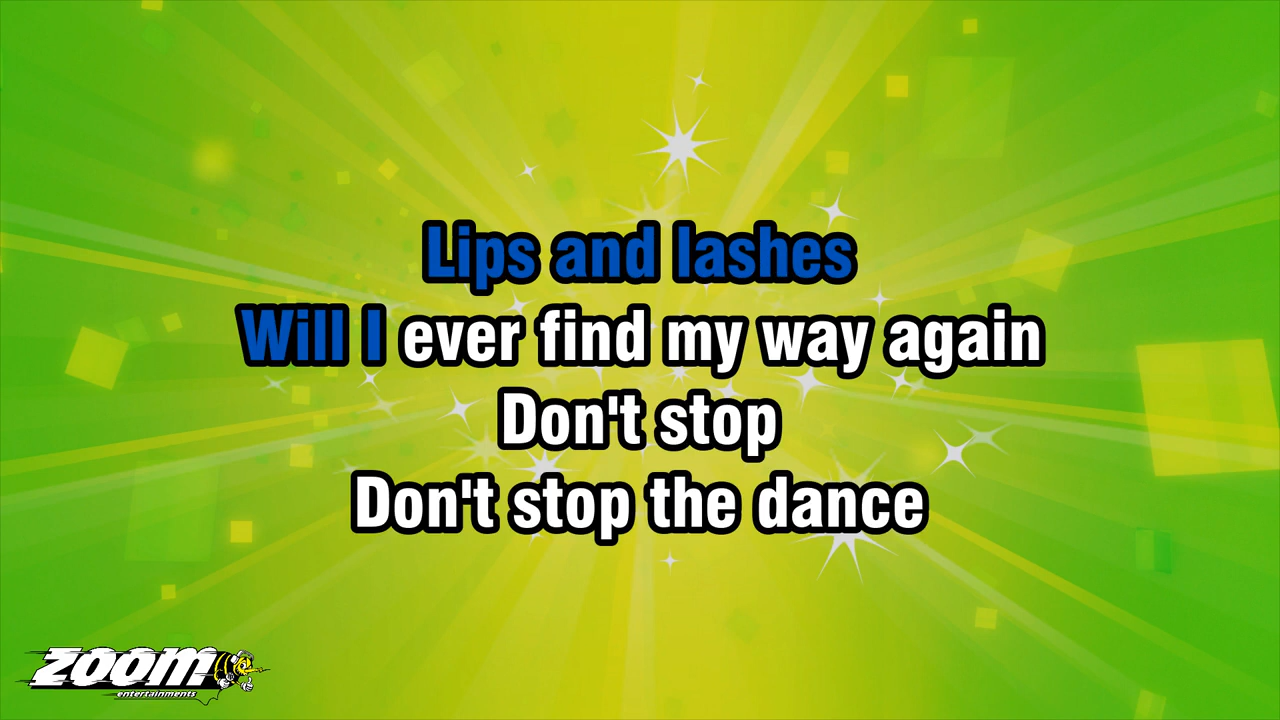 Lips and lashes
Will I ever find my way again
Don't stop
Don't stop the dance
ZOOM
entertainments